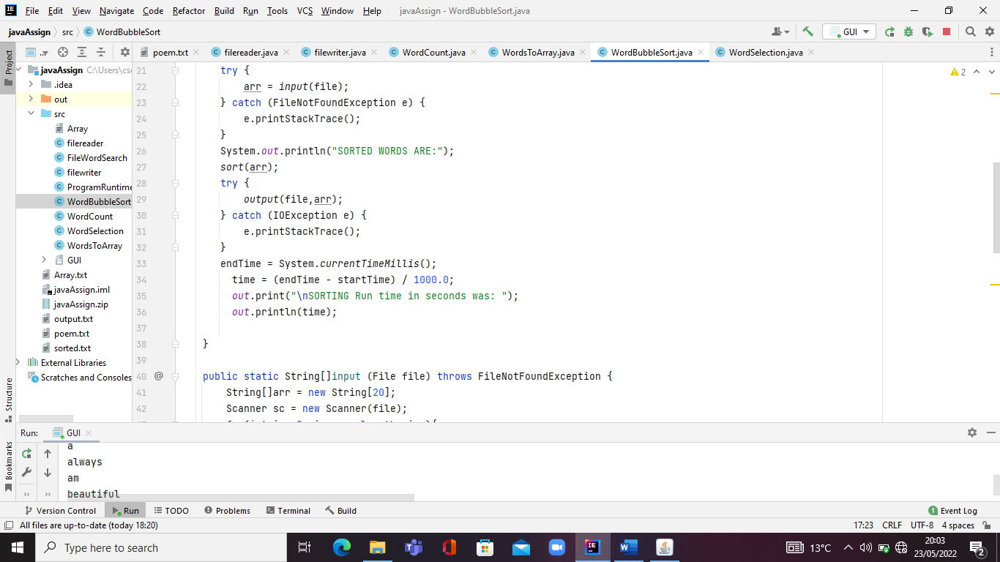 File Edit View Navigate Code Refactor Build Run Tools VCS Window Help javaAssign - WordBubbleSort.java
javaAssign src WordBubbleSort GUI
poem.txt filereader.java filewriter.java WordCount.java WordsToArray.java WordBubbleSort.java WordSelection.java
Project
javaAssign C:\Users\cs
.idea
out
src
Array
filereader
FileWordSearch
filewriter
ProgramRuntime
WordBubbleSort
WordCount
WordSelection
WordsToArray
GUI
Array.txt
javaAssign.iml
javaAssign.zip
output.txt
poem.txt
sorted.txt
External Libraries
Scratches and Consoles
Structure
Bookmarks
2
21 try {
22 arr = input(file);
23 } catch (FileNotFoundException e) {
24 e.printStackTrace();
25 }
26 System.out.println("SORTED WORDS ARE:");
27 sort(arr);
28 try {
29 output(file,arr);
30 } catch (IOException e) {
31 e.printStackTrace();
32 }
33 endTime = System.currentTimeMillis();
34 time = (endTime - startTime) / 1000.0;
35 out.print("\nSORTING Run time in seconds was: ");
36 out.println(time);
37
38 }
39
40 @ public static String[]input (File file) throws FileNotFoundException {
41 String[]arr = new String[20];
42 Scanner sc = new Scanner(file);
Run: GUI
a
always
am
beautiful
Version Control Run TODO Problems Terminal Build 1 Event Log
All files are up-to-date (today 18:20) 17:23 CRLF UTF-8 4 spaces
Type here to search 13°C 20:03
23/05/2022 2